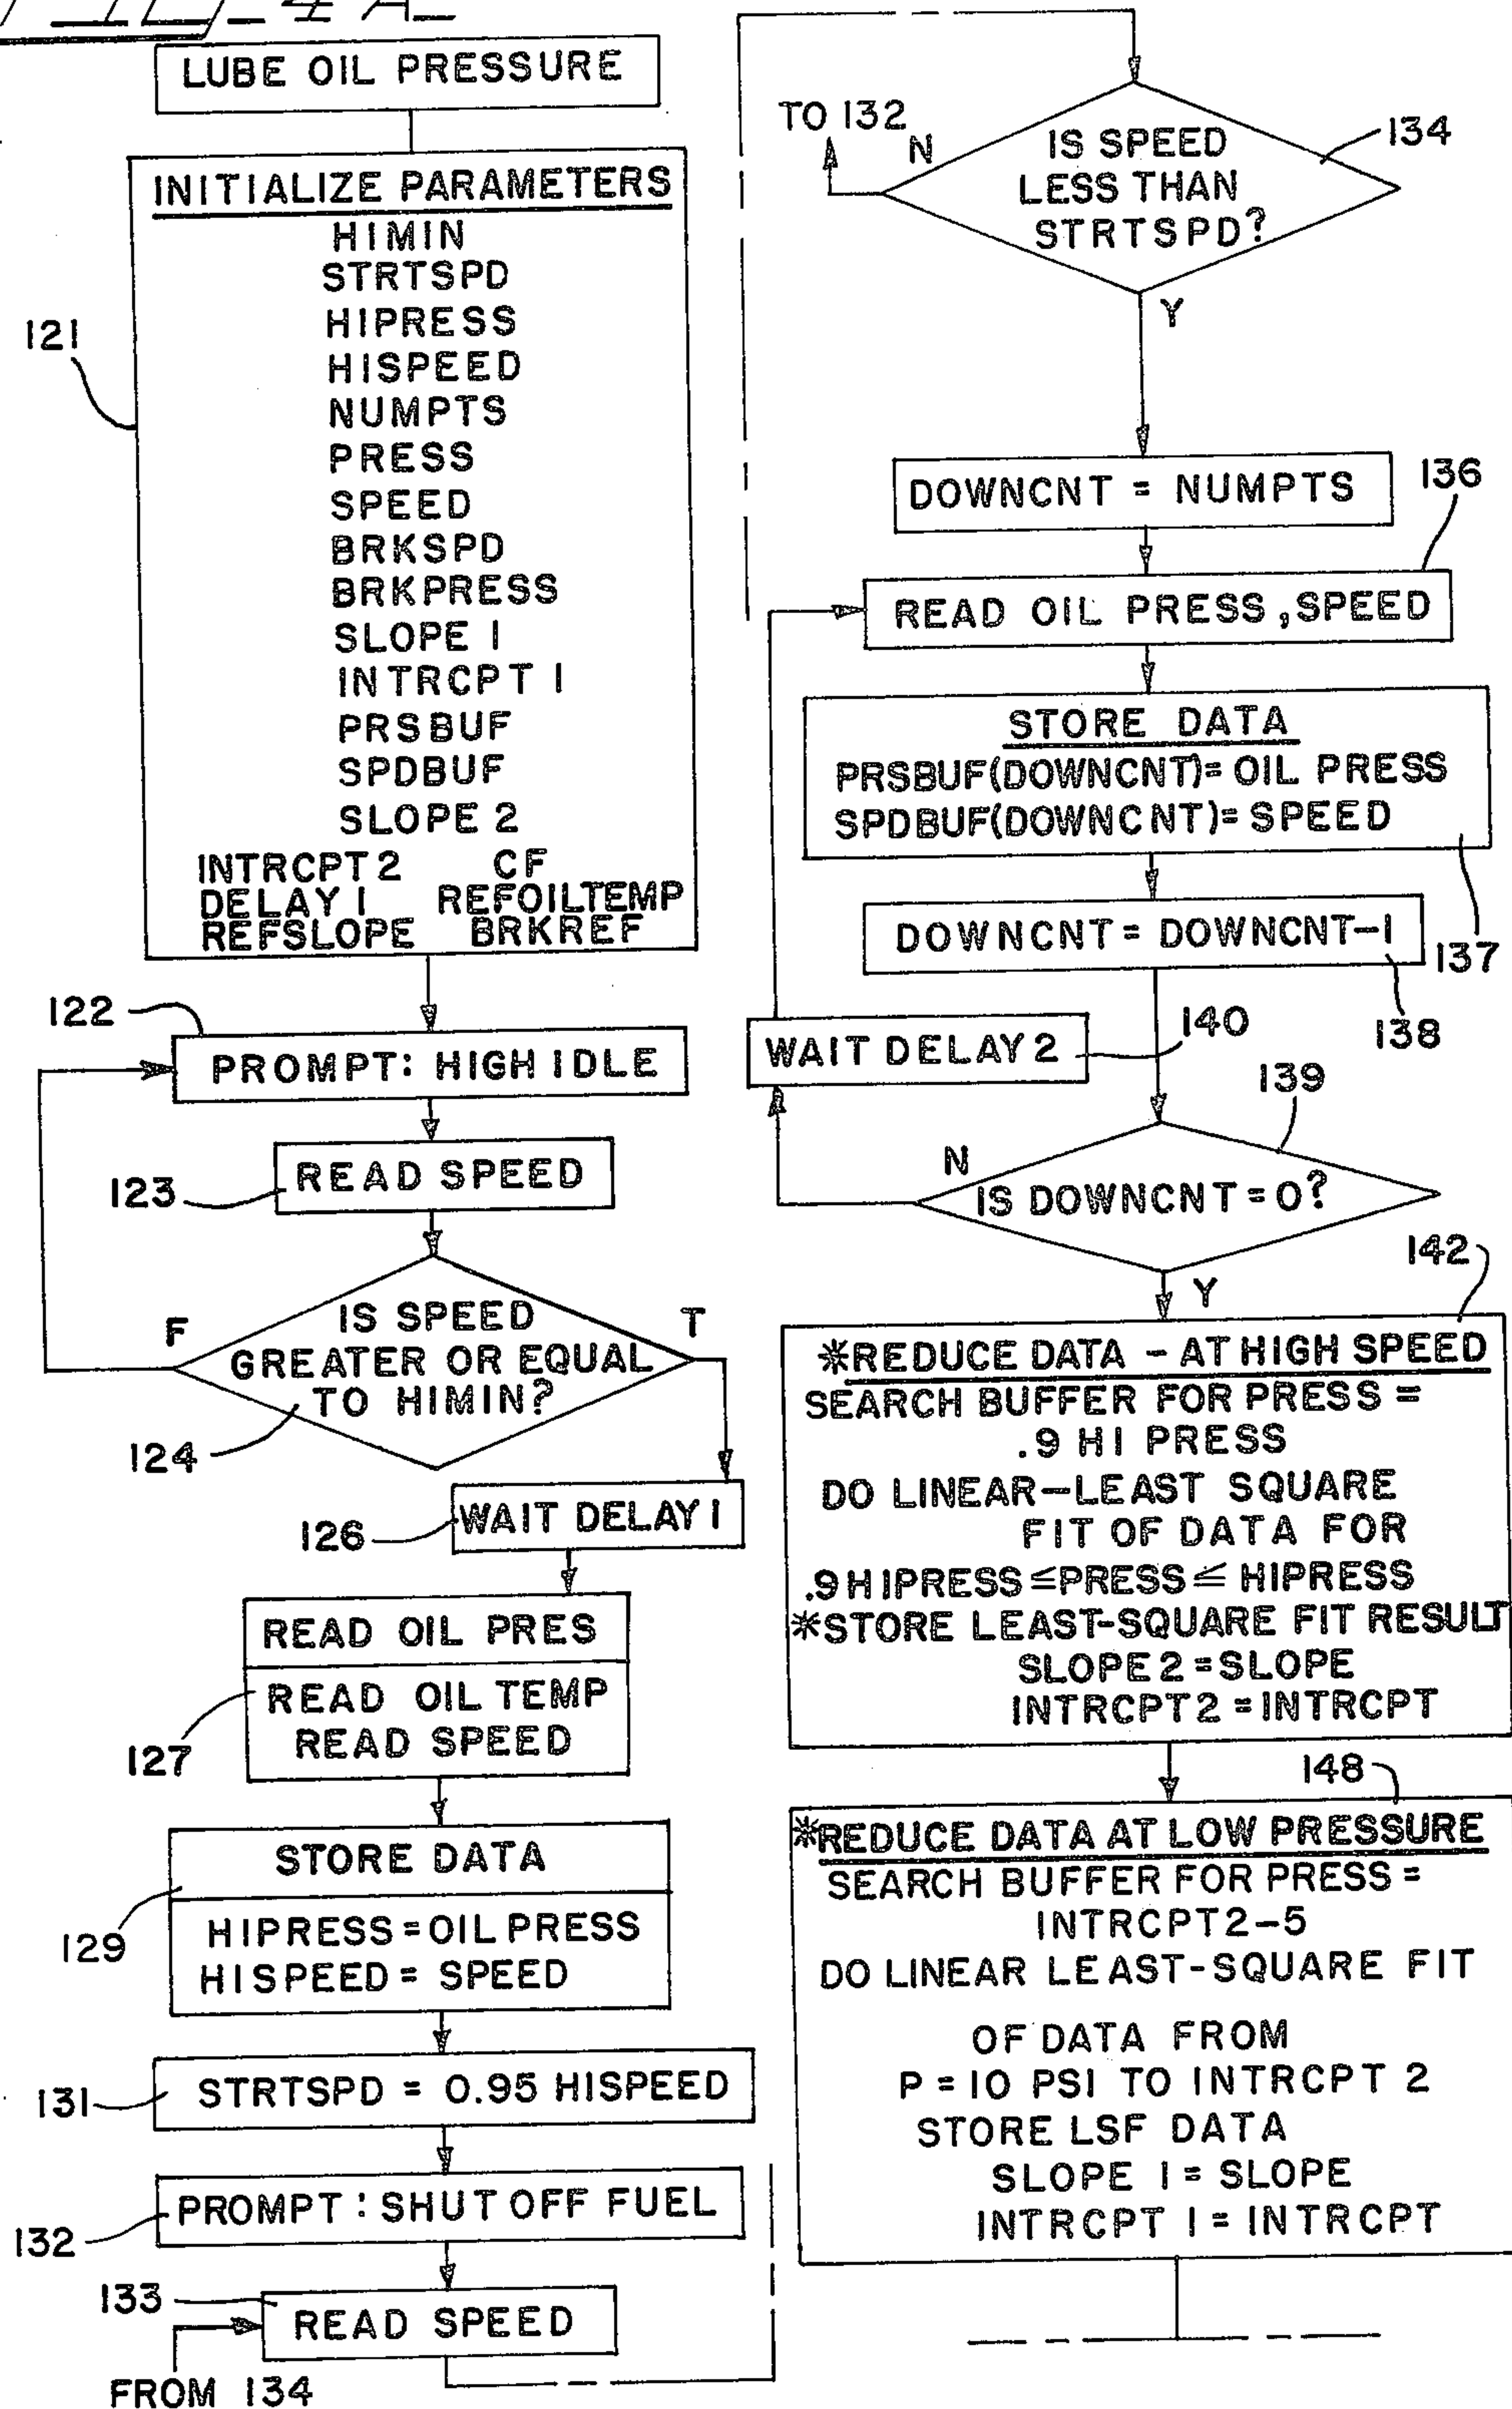 LUBE OIL PRESSURE
INITIALIZE PARAMETERS
HIMIN
STRTSPD
HIPRESS
HISPEED
NUMPTS
PRESS
SPEED
BRKSPD
BRKPRESS
SLOPE 1
INTRCPT 1
PRSBUF
SPDBUF
SLOPE 2
INTRCPT 2 CF
DELAY 1 REFOILTEMP
REFSLOPE BRKREF
121
122
PROMPT: HIGH IDLE
READ SPEED
123
IS SPEED
GREATER OR EQUAL
TO HIMIN?
F
T
124
WAIT DELAY 1
126
READ OIL PRES
READ OIL TEMP
READ SPEED
127
STORE DATA
HIPRESS = OIL PRESS
HISPEED = SPEED
129
STRTSPD = 0.95 HISPEED
131
PROMPT : SHUT OFF FUEL
132
133
READ SPEED
FROM 134
TO 132
N
IS SPEED
LESS THAN
STRTSPD?
134
Y
DOWNCNT = NUMPTS
136
READ OIL PRESS, SPEED
STORE DATA
PRSBUF(DOWNCNT)= OIL PRESS
SPDBUF(DOWNCNT)= SPEED
137
DOWNCNT = DOWNCNT-1
138
WAIT DELAY 2
140
139
N
IS DOWNCNT = 0?
Y
142
*REDUCE DATA - AT HIGH SPEED
SEARCH BUFFER FOR PRESS =
.9 HI PRESS
DO LINEAR-LEAST SQUARE
FIT OF DATA FOR
.9 HIPRESS ≤ PRESS ≤ HIPRESS
*STORE LEAST-SQUARE FIT RESULT
SLOPE 2 = SLOPE
INTRCPT 2 = INTRCPT
148
*REDUCE DATA AT LOW PRESSURE
SEARCH BUFFER FOR PRESS =
INTRCPT 2-5
DO LINEAR LEAST-SQUARE FIT
OF DATA FROM
P = 10 PSI TO INTRCPT 2
STORE LSF DATA
SLOPE 1 = SLOPE
INTRCPT 1 = INTRCPT